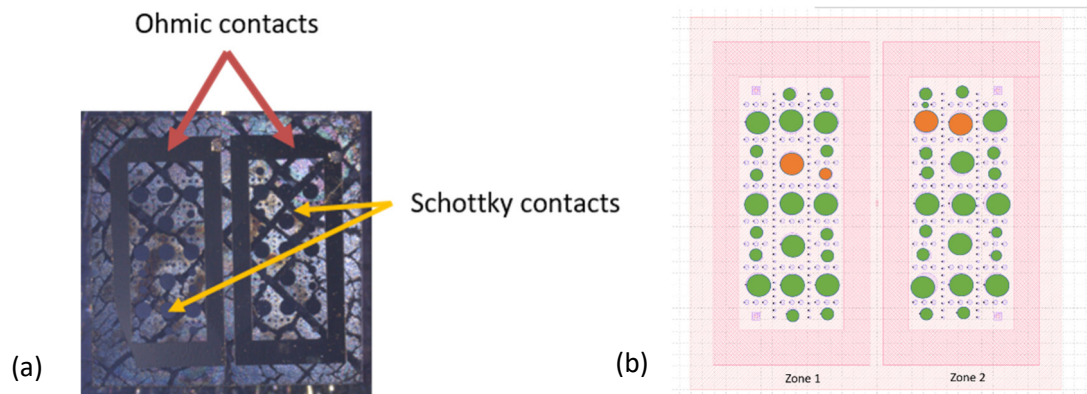 Ohmic contacts
Schottky contacts
(a)
(b)
Zone 1
Zone 2